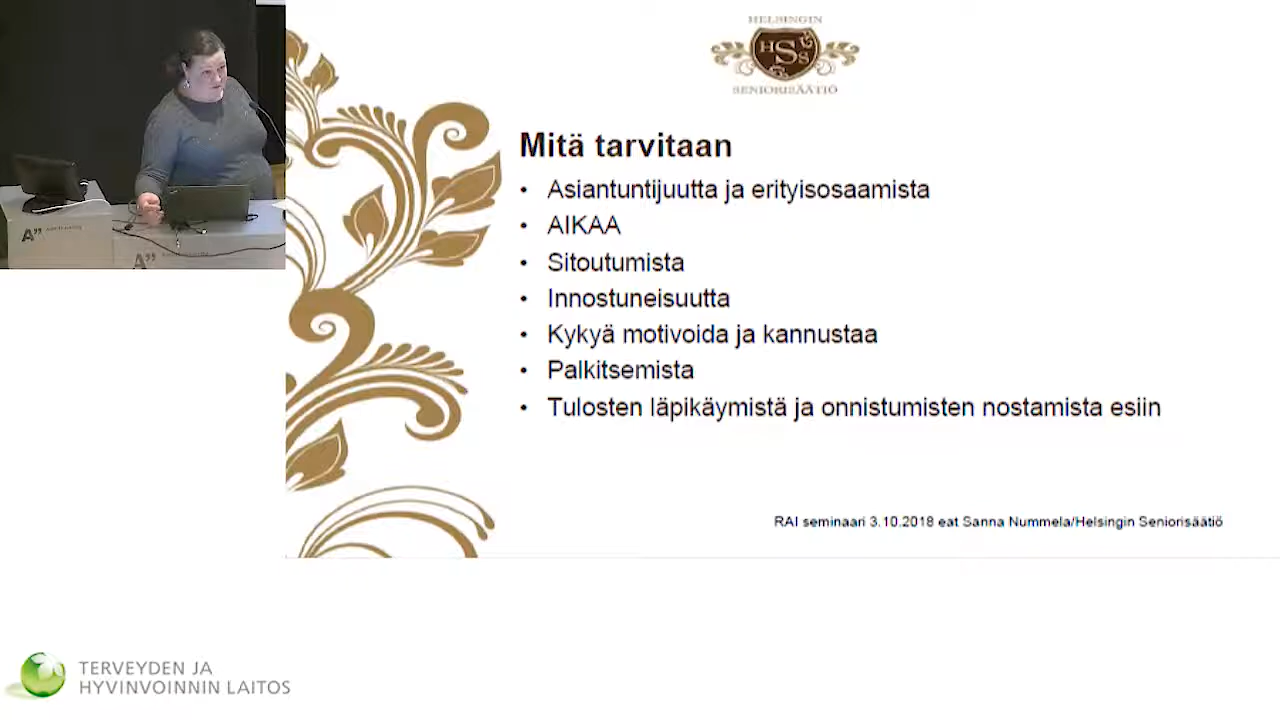 HELSINGIN
HSS
SENIORISÄÄTIÖ
Mitä tarvitaan
• Asiantuntijuutta ja erityisosaamista
• AIKAA
• Sitoutumista
• Innostuneisuutta
• Kykyä motivoida ja kannustaa
• Palkitsemista
• Tulosten läpikäymistä ja onnistumisten nostamista esiin
RAI seminaari 3.10.2018 eat Sanna Nummela/Helsingin Seniorisäätiö
A”
A”
TERVEYDEN JA
HYVINVOINNIN LAITOS